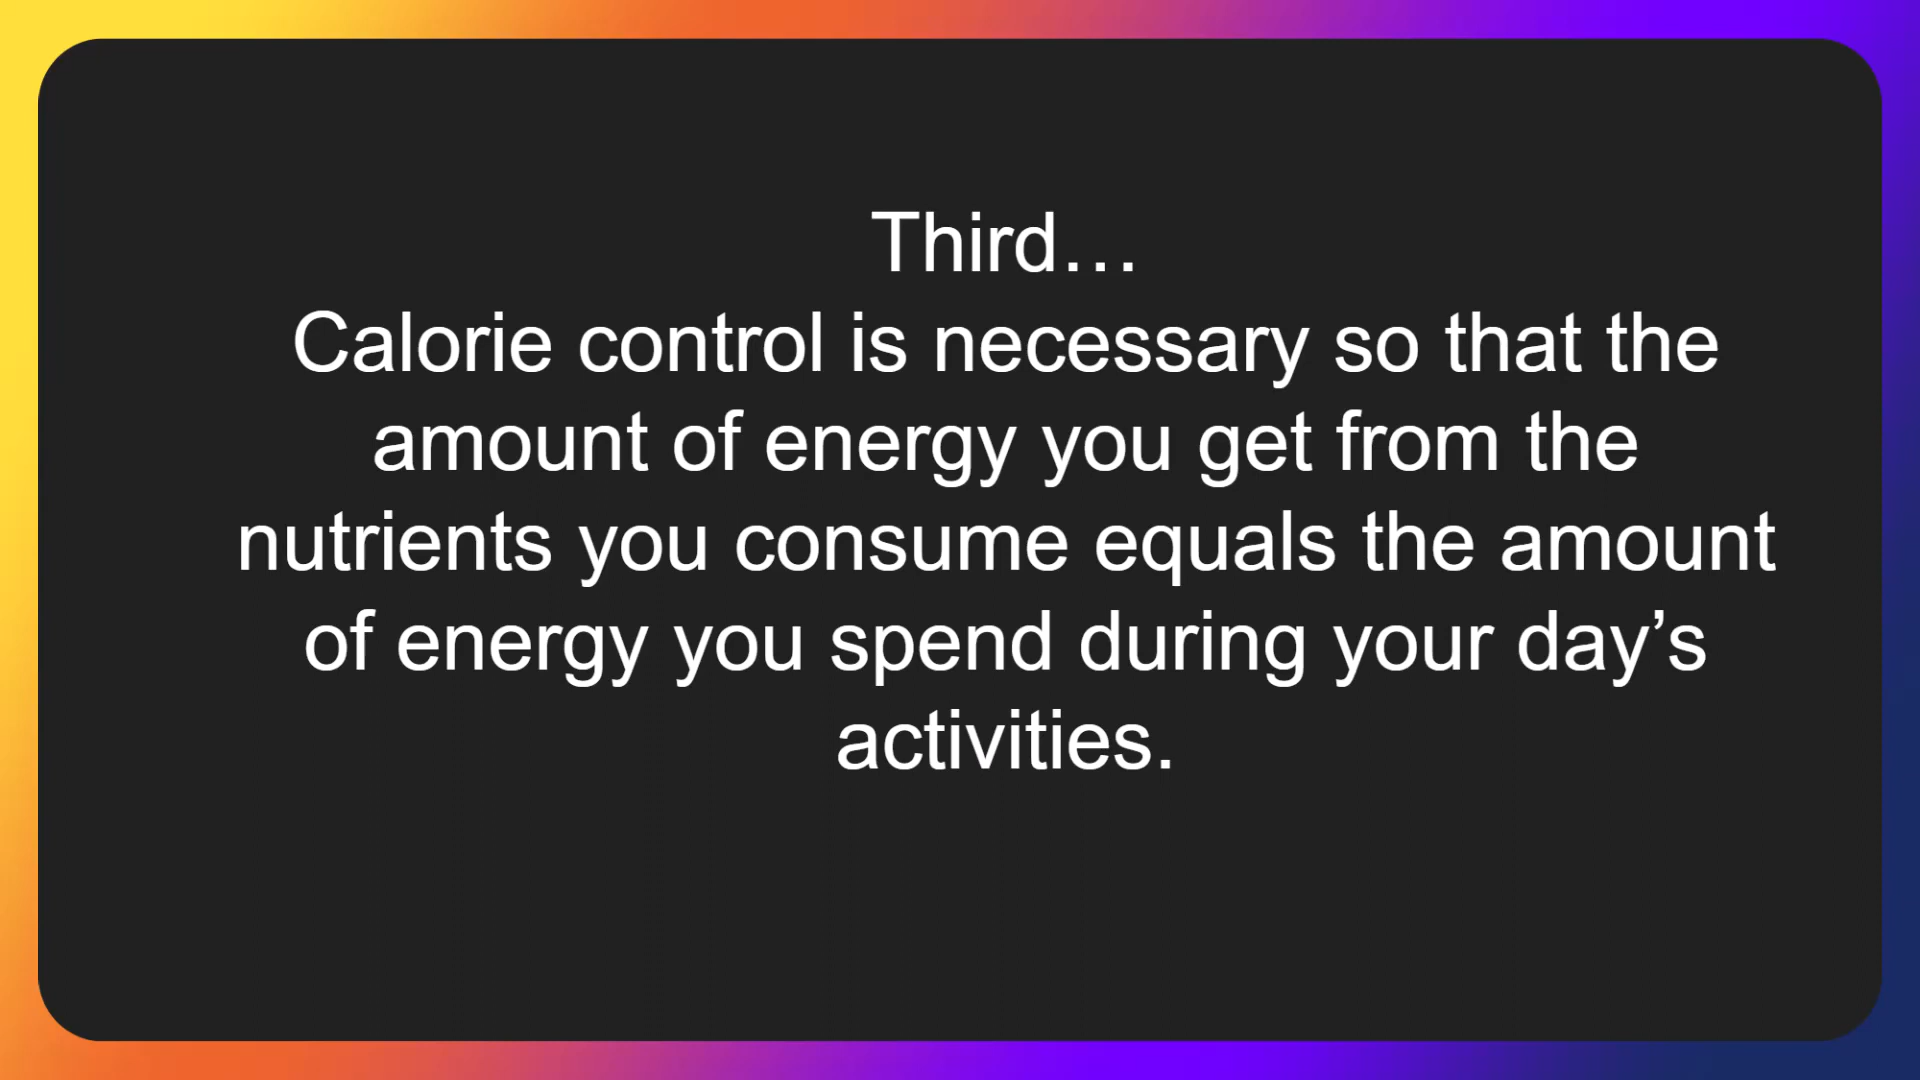 Third…
Calorie control is necessary so that the
amount of energy you get from the
nutrients you consume equals the amount
of energy you spend during your day’s
activities.